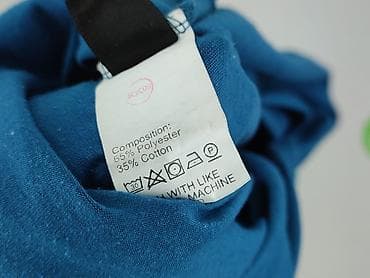 Composition:
65% Polyester
35% Cotton
30
WITH LIKE
MACHINE